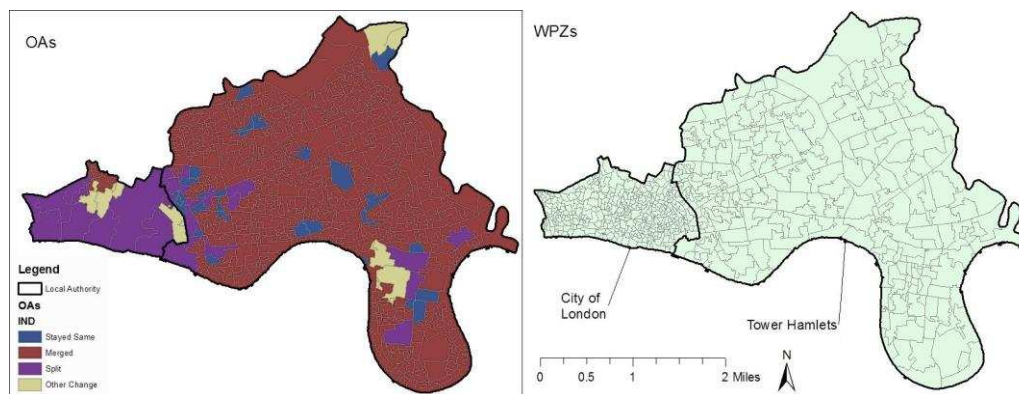 OAs
Legend
Local Authority
OAs
IND
Stayed Same
Merged
Split
Other Change
WPZs
City of
London
Tower Hamlets
N
0 0.5 1 2 Miles